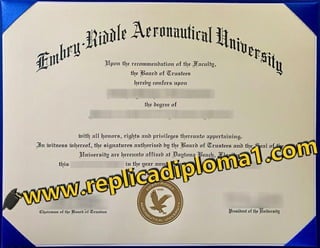 Embry-Riddle Aeronautical University
Upon the recommendation of the Faculty,
the Board of Trustees
hereby confers upon
the degree of
with all honors, rights and privileges thereunto appertaining.
In witness whereof, the signatures authorized by the Board of Trustees and the Seal of the
University are hereunto affixed at Daytona Beach,
this in the year
www.replicadiploma1.com
Chairman of the Board of Trustees
President of the University